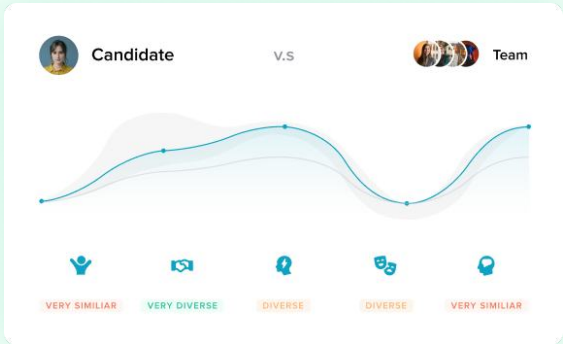 Candidate
V.S
Team
VERY SIMILIAR
VERY DIVERSE
DIVERSE
DIVERSE
VERY SIMILIAR